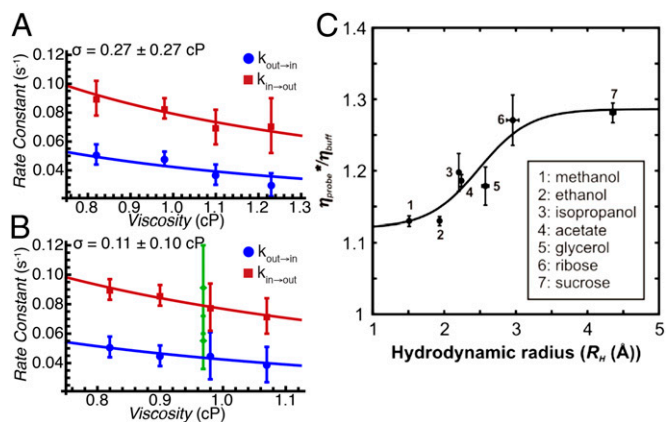 A
σ = 0.27 ± 0.27 cP
k out→in
k in→out
Rate Constant (s⁻¹)
0.12
0.10
0.08
0.06
0.04
0.8 0.9 1.0 1.1 1.2 1.3
Viscosity (cP)
B
σ = 0.11 ± 0.10 cP
k out→in
k in→out
Rate Constant (s⁻¹)
0.12
0.10
0.08
0.06
0.04
0.8 0.9 1.0 1.1
Viscosity (cP)
C
ηprobe*/ηbuff
1.4
1.3
1.2
1.1
1
1 2 3 4 5
Hydrodynamic radius (RH (Å))
1
2
3
4
5
6
7
1: methanol
2: ethanol
3: isopropanol
4: acetate
5: glycerol
6: ribose
7: sucrose